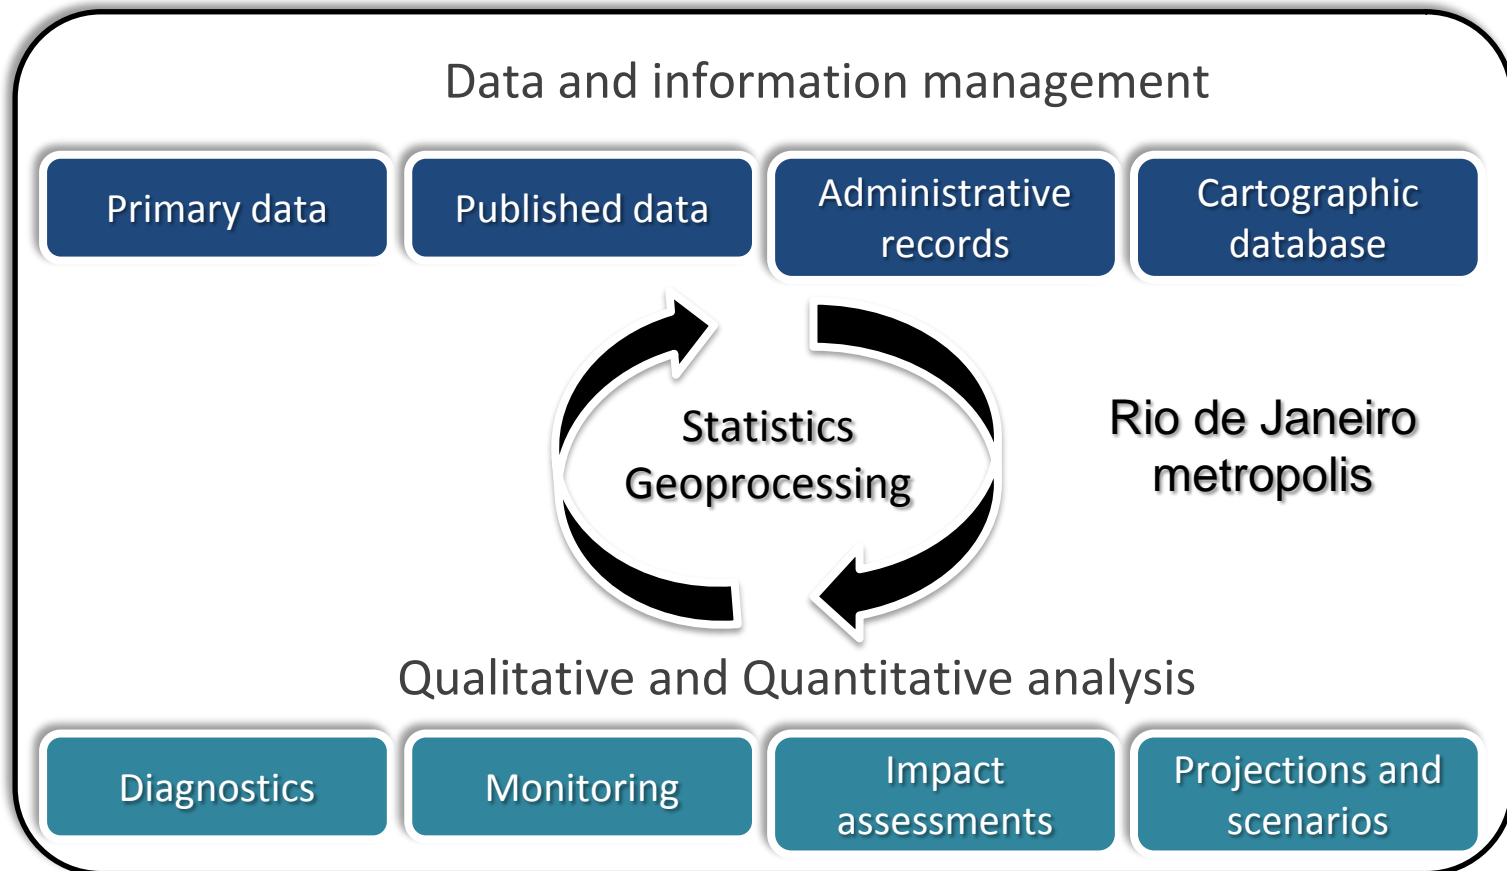 Data and information management
Primary data
Published data
Administrative
records
Cartographic
database
Statistics
Geoprocessing
Rio de Janeiro
metropolis
Qualitative and Quantitative analysis
Diagnostics
Monitoring
Impact
assessments
Projections and
scenarios